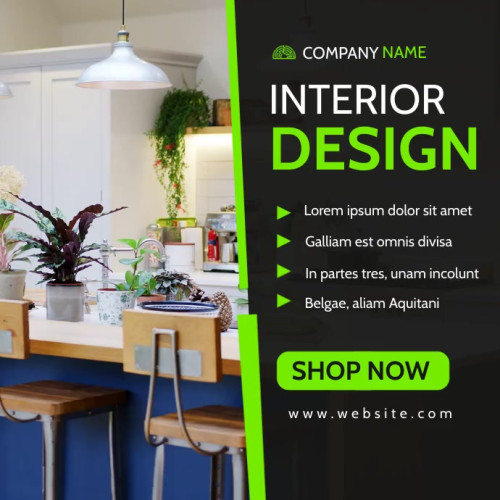 COMPANY NAME
INTERIOR
DESIGN
Lorem ipsum dolor sit amet
Galliam est omnis divisa
In partes tres, unam incolunt
Belgae, aliam Aquitani
SHOP NOW
www.website.com